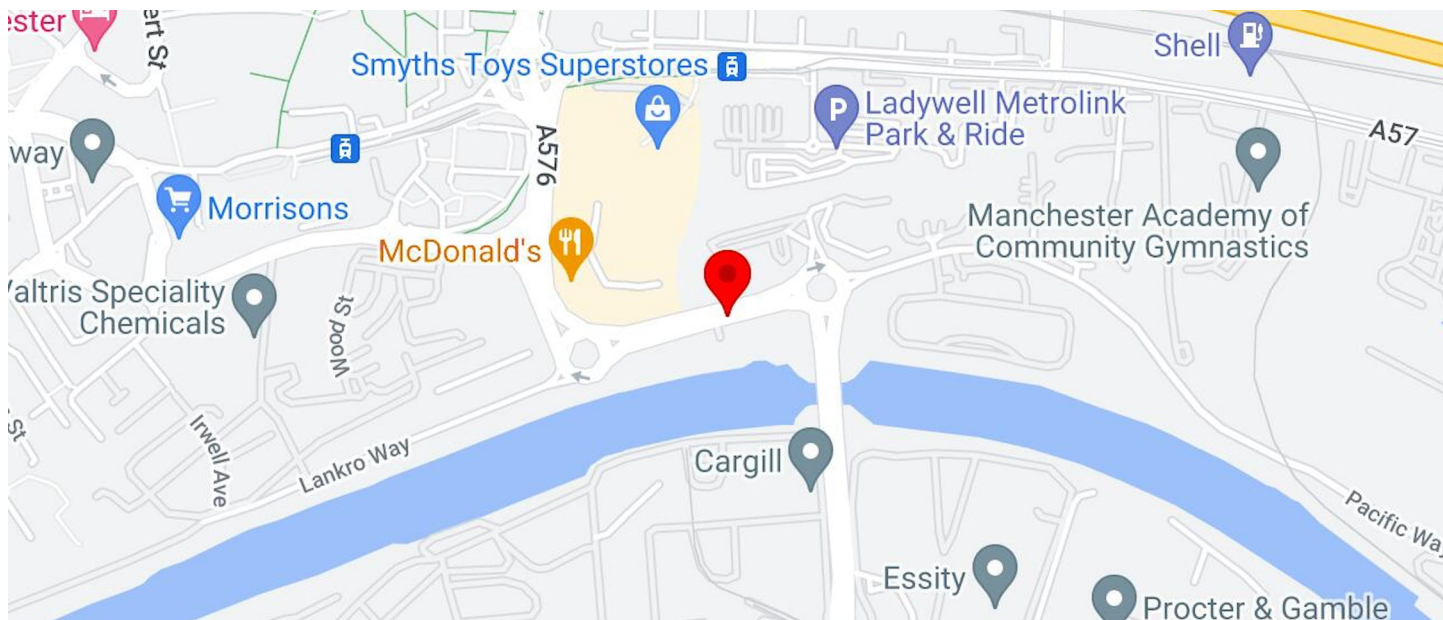 ester
ert St
Smyths Toys Superstores
Shell
P
Ladywell Metrolink
Park & Ride
A57
A576
way
Morrisons
McDonald's
Manchester Academy of
Community Gymnastics
altris Speciality
Chemicals
Wood St
St
Irwell Ave
Lankro Way
Cargill
Pacific Wa
Essity
Procter & Gamble